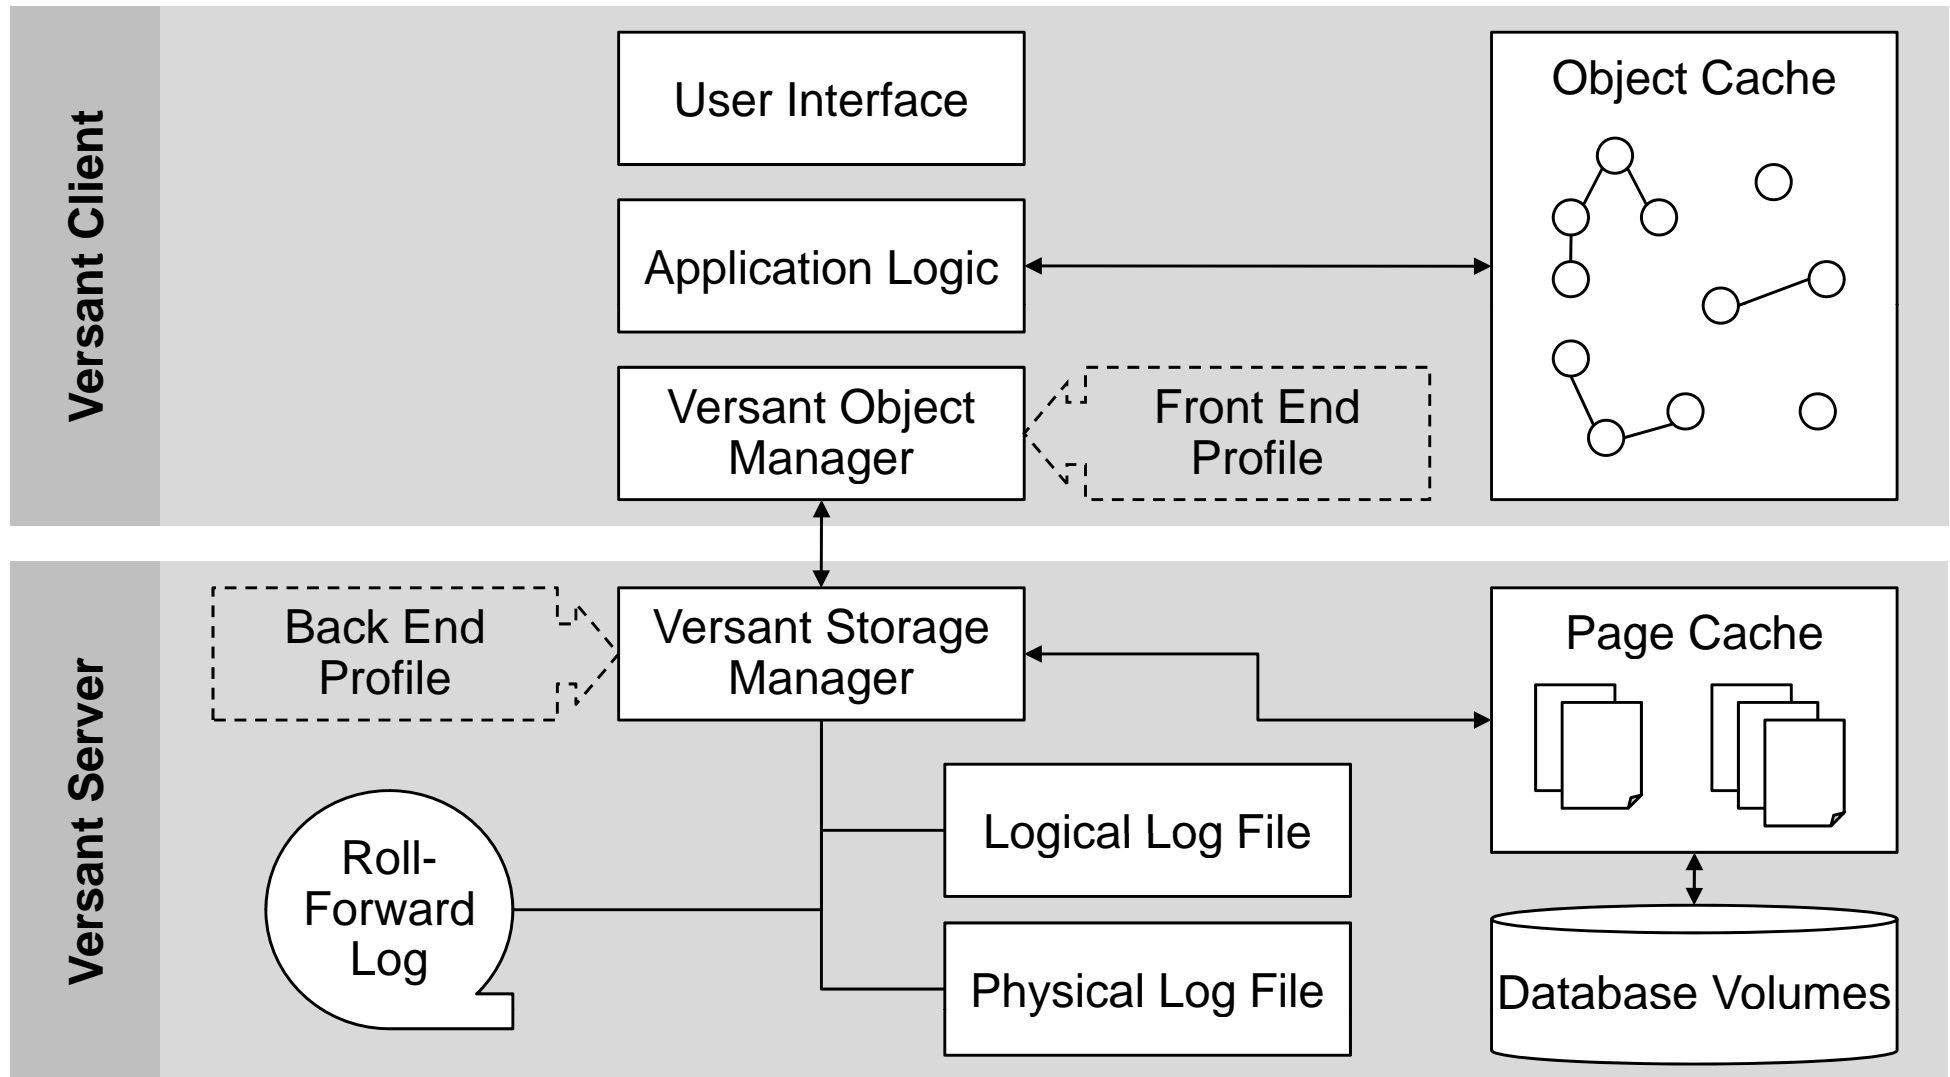 Versant Client
User Interface
Application Logic
Versant Object
Manager
Front End
Profile
Object Cache
Versant Server
Back End
Profile
Versant Storage
Manager
Page Cache
Roll-
Forward
Log
Logical Log File
Physical Log File
Database Volumes